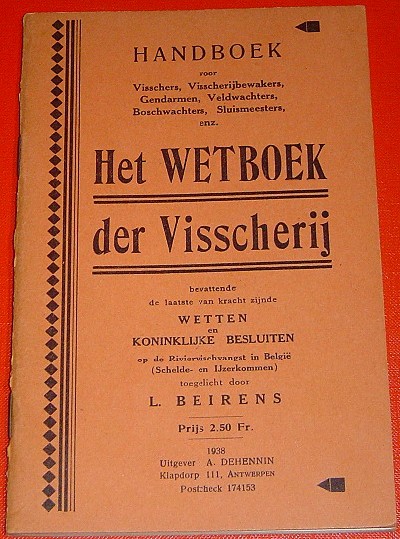 HANDBOEK
voor
Visschers, Visscherijbewakers,
Gendarmen, Veldwachters,
Boschwachters, Sluismeesters,
enz.
Het WETBOEK
der Visscherij
bevattende
de laatste van kracht zijnde
WETTEN
en
KONINKLIJKE BESLUITEN
op de Riviervischvangst in België
(Schelde- en IJzerkommen)
toegelicht door
L. BEIRENS
Prijs 2.50 Fr.
1938
Uitgever A. DEHENNIN
Klapdorp 111, ANTWERPEN
Postcheck 174153